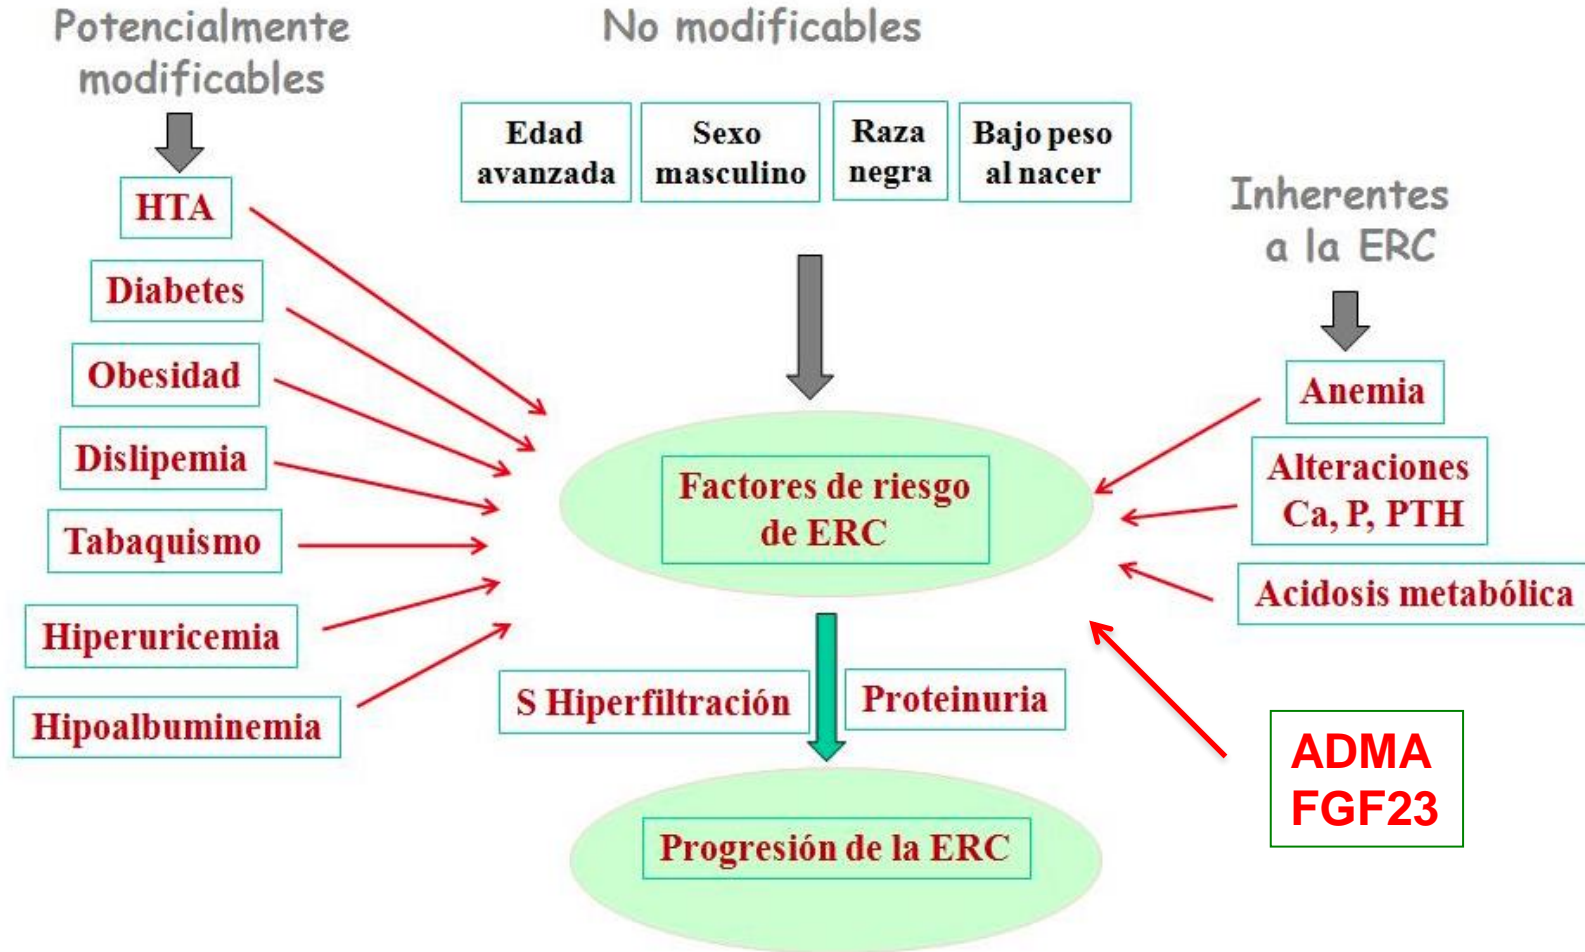 Potencialmente
modificables
HTA
Diabetes
Obesidad
Dislipemia
Tabaquismo
Hiperuricemia
Hipoalbuminemia
No modificables
Edad
avanzada
Sexo
masculino
Raza
negra
Bajo peso
al nacer
Inherentes
a la ERC
Anemia
Alteraciones
Ca, P, PTH
Acidosis metabólica
ADMA
FGF23
Factores de riesgo
de ERC
S Hiperfiltración
Proteinuria
Progresión de la ERC